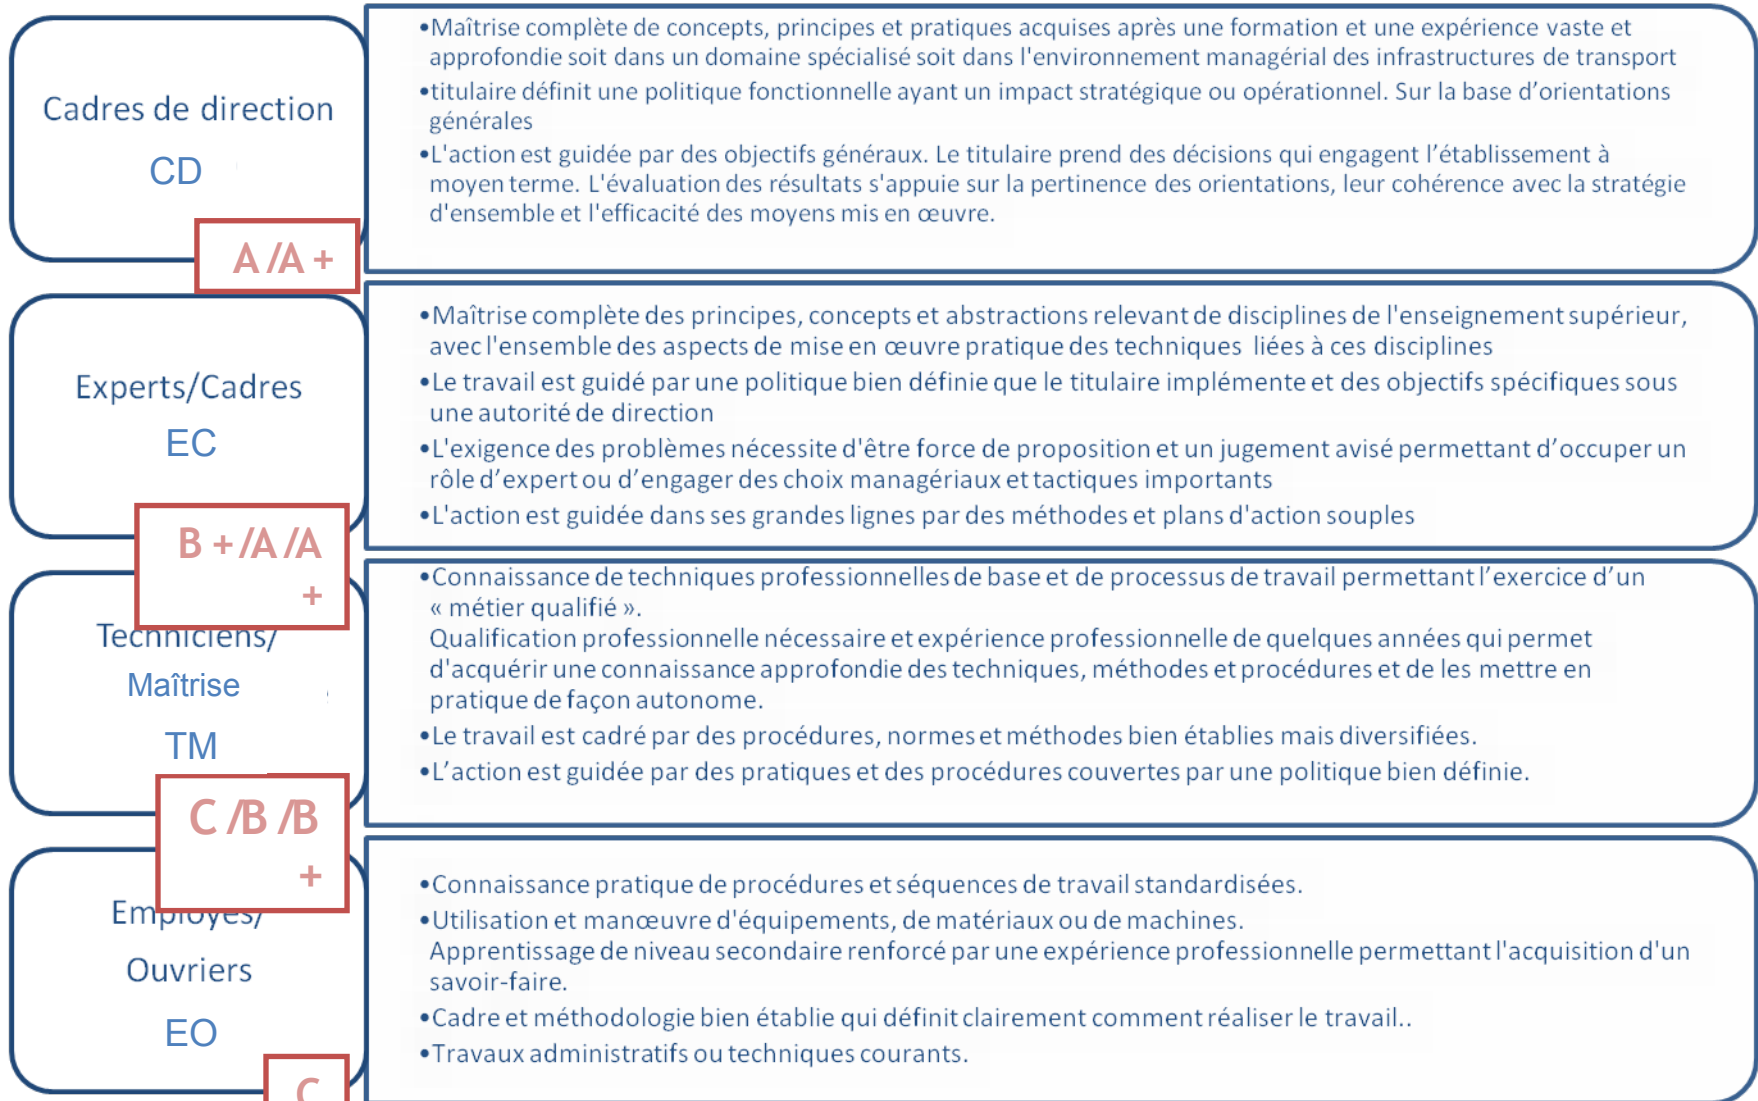 Cadres de direction
CD
A /A +
•Maîtrise complète de concepts, principes et pratiques acquises après une formation et une expérience vaste et
approfondie soit dans un domaine spécialisé soit dans l'environnement managérial des infrastructures de transport
•titulaire définit une politique fonctionnelle ayant un impact stratégique ou opérationnel. Sur la base d’orientations
générales
•L'action est guidée par des objectifs généraux. Le titulaire prend des décisions qui engagent l’établissement à
moyen terme. L'évaluation des résultats s'appuie sur la pertinence des orientations, leur cohérence avec la stratégie
d'ensemble et l'efficacité des moyens mis en œuvre.
Experts/Cadres
EC
B + /A /A
+
•Maîtrise complète des principes, concepts et abstractions relevant de disciplines de l'enseignement supérieur,
avec l'ensemble des aspects de mise en œuvre pratique des techniques liées à ces disciplines
•Le travail est guidé par une politique bien définie que le titulaire implémente et des objectifs spécifiques sous
une autorité de direction
•L'exigence des problèmes nécessite d'être force de proposition et un jugement avisé permettant d’occuper un
rôle d’expert ou d’engager des choix managériaux et tactiques importants
•L'action est guidée dans ses grandes lignes par des méthodes et plans d'action souples
Techniciens/
Maîtrise
TM
C /B /B
+
•Connaissance de techniques professionnelles de base et de processus de travail permettant l’exercice d’un
« métier qualifié ».
Qualification professionnelle nécessaire et expérience professionnelle de quelques années qui permet
d'acquérir une connaissance approfondie des techniques, méthodes et procédures et de les mettre en
pratique de façon autonome.
•Le travail est cadré par des procédures, normes et méthodes bien établies mais diversifiées.
•L’action est guidée par des pratiques et des procédures couvertes par une politique bien définie.
Employés/
Ouvriers
EO
C
•Connaissance pratique de procédures et séquences de travail standardisées.
•Utilisation et manœuvre d'équipements, de matériaux ou de machines.
Apprentissage de niveau secondaire renforcé par une expérience professionnelle permettant l'acquisition d'un
savoir-faire.
•Cadre et méthodologie bien établie qui définit clairement comment réaliser le travail..
•Travaux administratifs ou techniques courants.